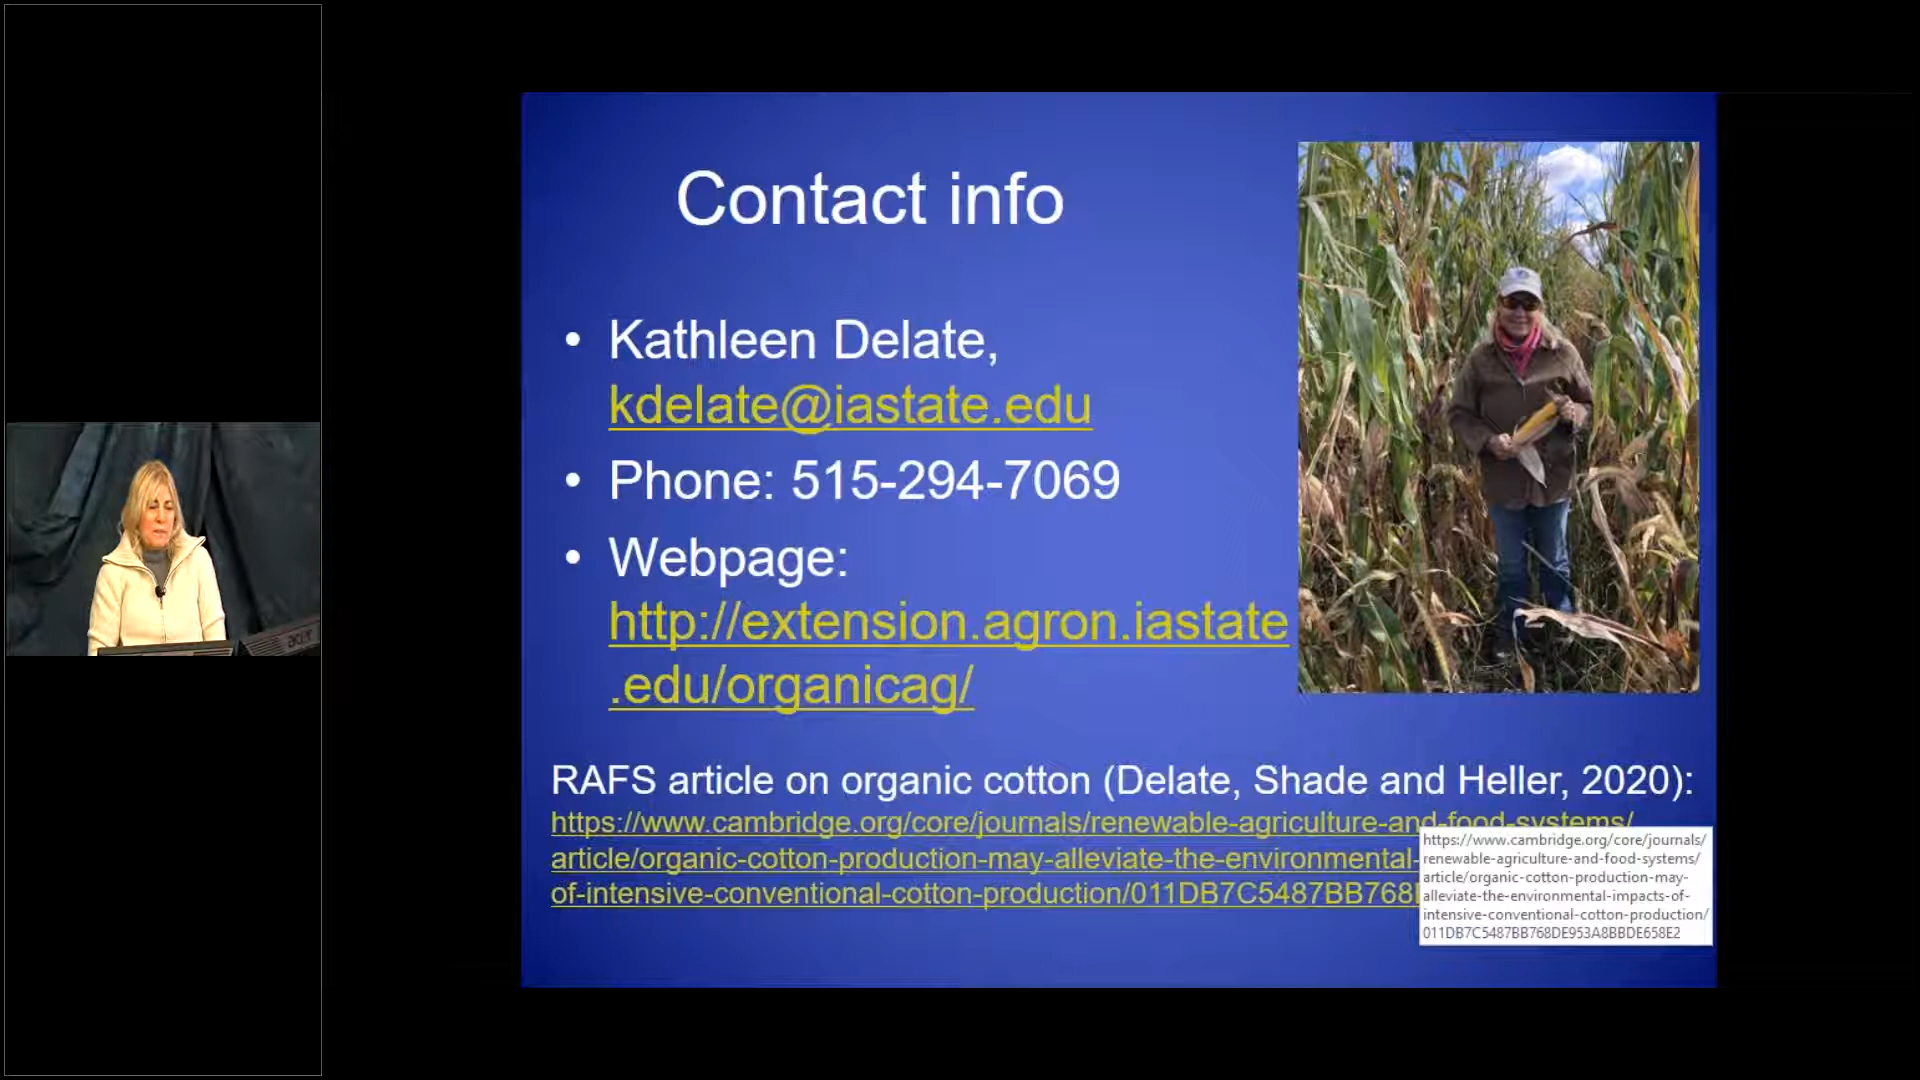 Contact info
• Kathleen Delate,
kdelate@iastate.edu
• Phone: 515-294-7069
• Webpage:
http://extension.agron.iastate
.edu/organicag/
RAFS article on organic cotton (Delate, Shade and Heller, 2020):
https://www.cambridge.org/core/journals/renewable-agriculture-and-food-systems/
article/organic-cotton-production-may-alleviate-the-environmental-
of-intensive-conventional-cotton-production/011DB7C5487BB768
https://www.cambridge.org/core/journals/
renewable-agriculture-and-food-systems/
article/organic-cotton-production-may-
alleviate-the-environmental-impacts-of-
intensive-conventional-cotton-production/
011DB7C5487BB768DE953A8BBDE658E2
acer